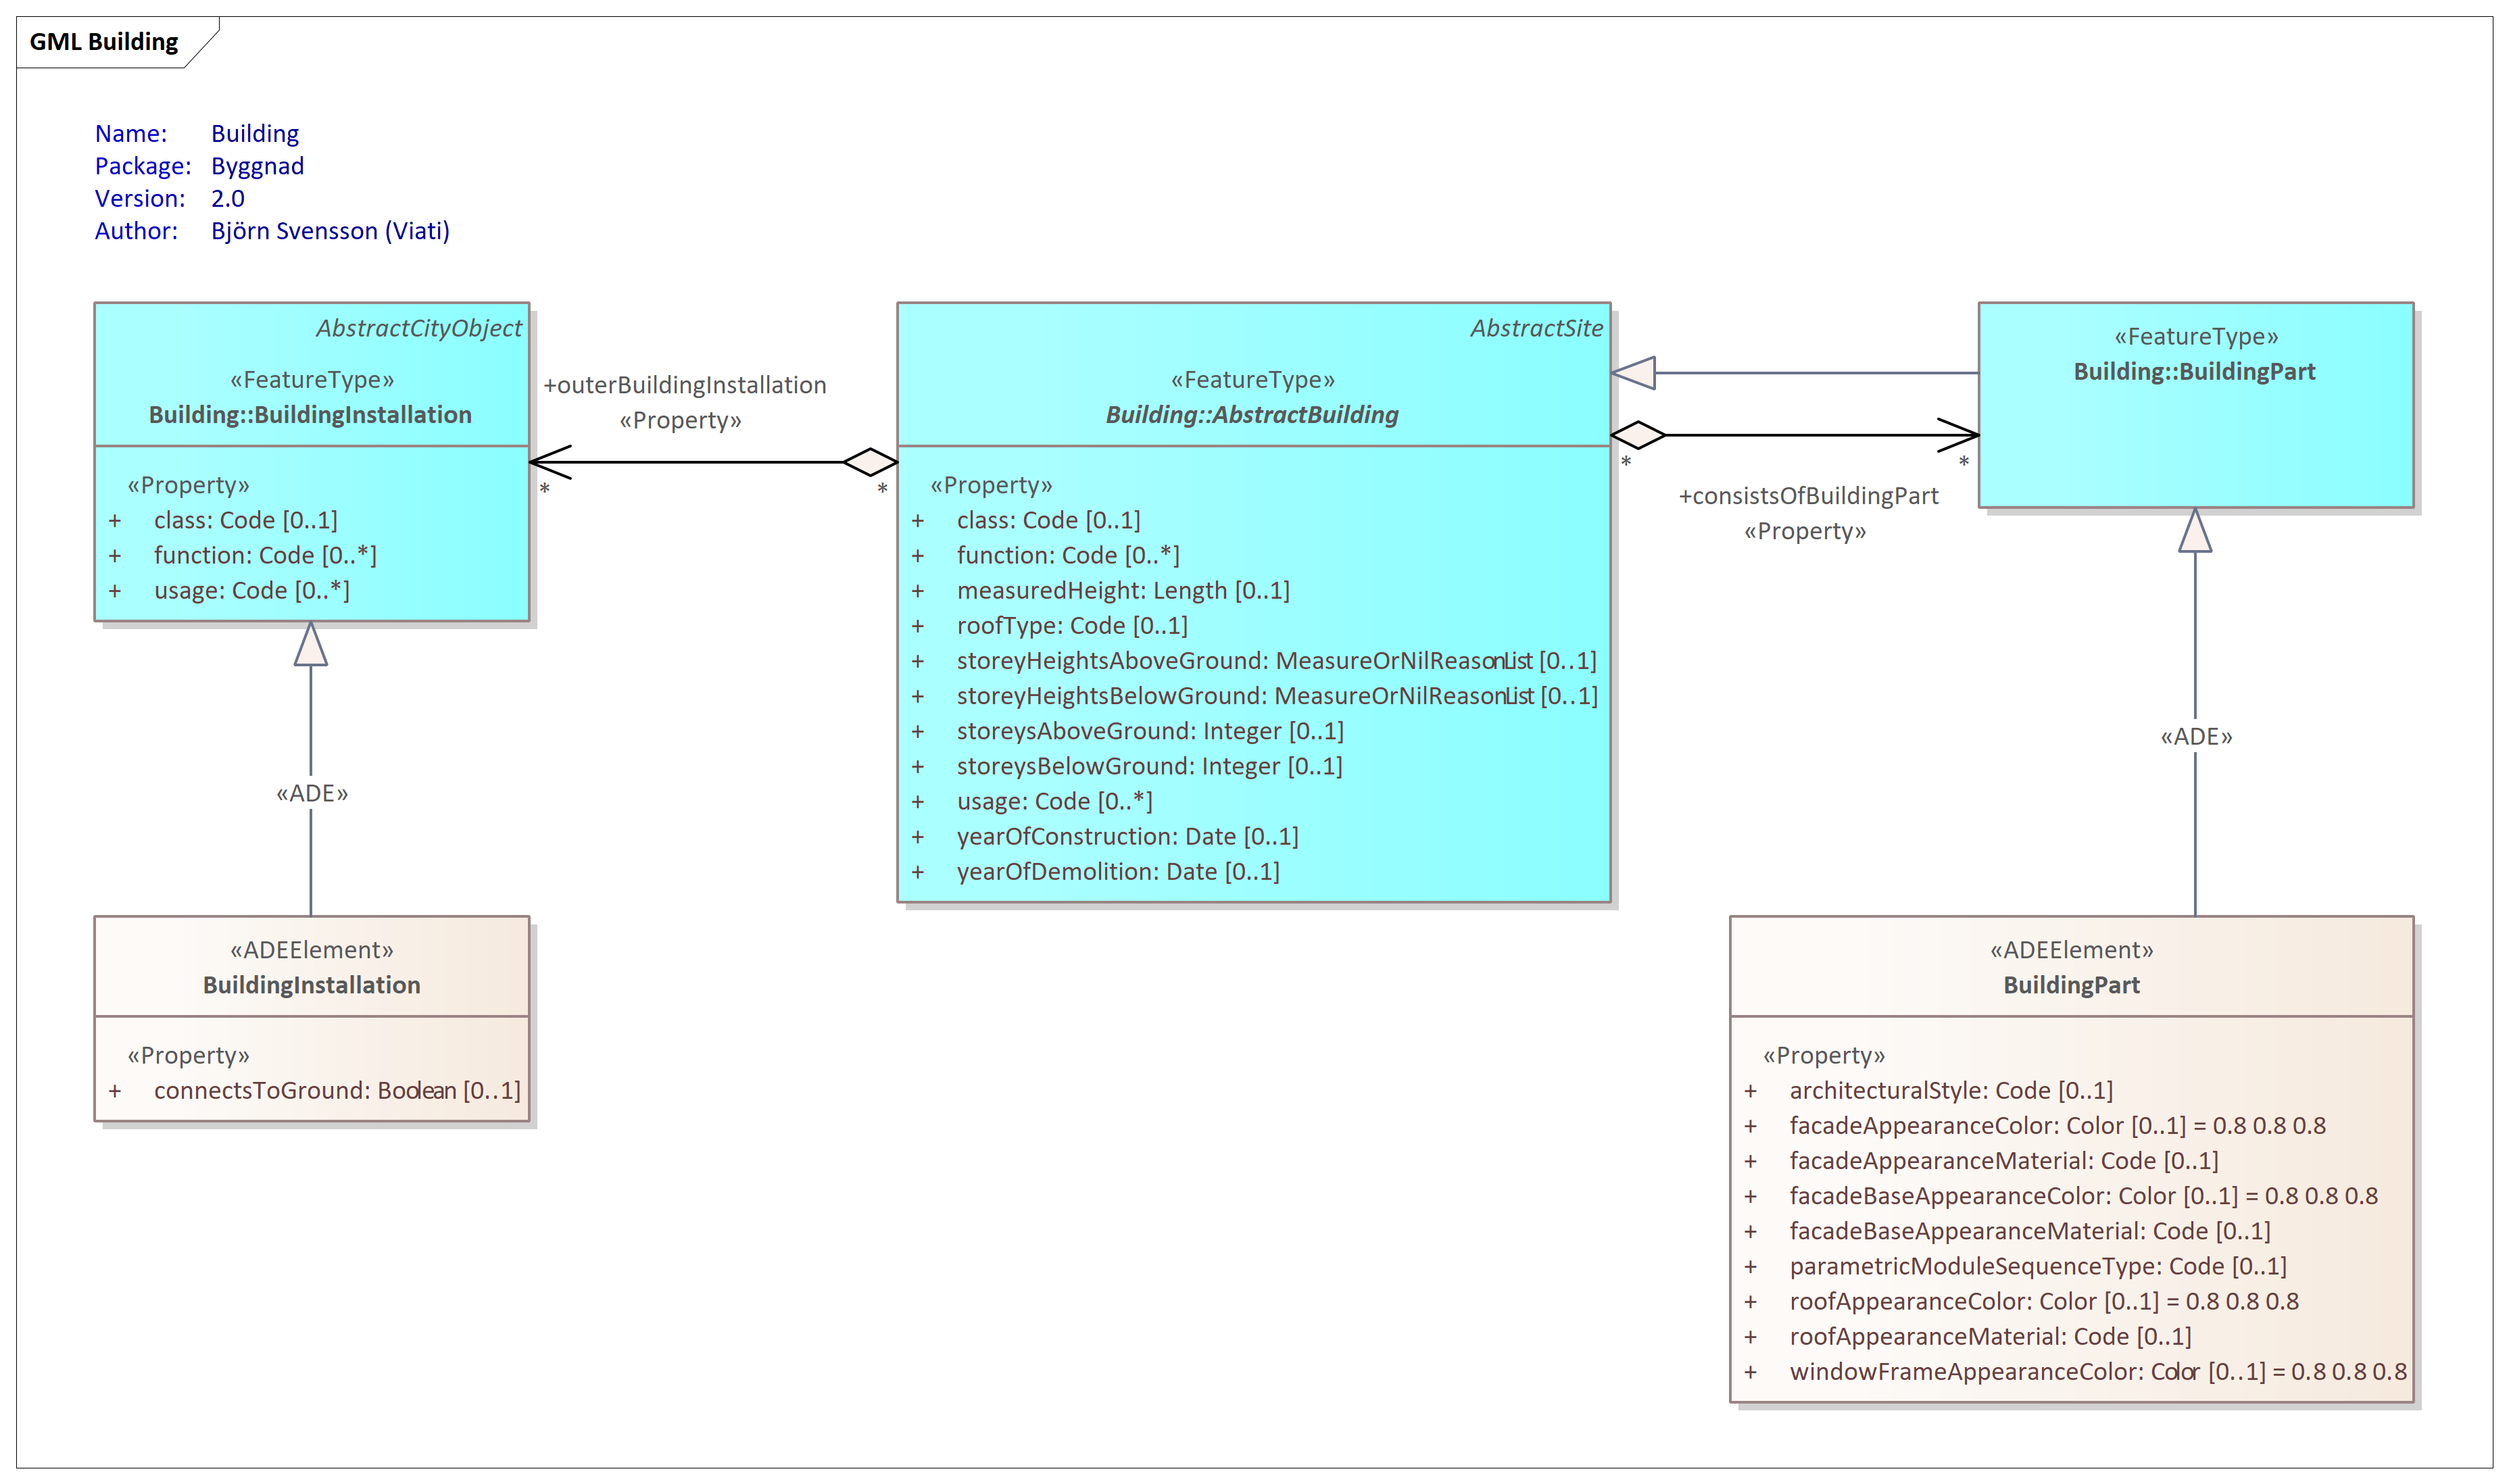 GML Building
Name: Building
Package: Byggnad
Version: 2.0
Author: Björn Svensson (Viati)
AbstractCityObject
«FeatureType»
Building::BuildingInstallation
«Property»
+ class: Code [0..1]
+ function: Code [0..*]
+ usage: Code [0..*]
+outerBuildingInstallation
«Property»
*
*
AbstractSite
«FeatureType»
Building::AbstractBuilding
«Property»
+ class: Code [0..1]
+ function: Code [0..*]
+ measuredHeight: Length [0..1]
+ roofType: Code [0..1]
+ storeyHeightsAboveGround: MeasureOrNilReasonList [0..1]
+ storeyHeightsBelowGround: MeasureOrNilReasonList [0..1]
+ storeysAboveGround: Integer [0..1]
+ storeysBelowGround: Integer [0..1]
+ usage: Code [0..*]
+ yearOfConstruction: Date [0..1]
+ yearOfDemolition: Date [0..1]
*
*
+consistsOfBuildingPart
«Property»
«FeatureType»
Building::BuildingPart
«ADE»
«ADE»
«ADEElement»
BuildingInstallation
«Property»
+ connectsToGround: Boolean [0..1]
«ADEElement»
BuildingPart
«Property»
+ architecturalStyle: Code [0..1]
+ facadeAppearanceColor: Color [0..1] = 0.8 0.8 0.8
+ facadeAppearanceMaterial: Code [0..1]
+ facadeBaseAppearanceColor: Color [0..1] = 0.8 0.8 0.8
+ facadeBaseAppearanceMaterial: Code [0..1]
+ parametricModuleSequenceType: Code [0..1]
+ roofAppearanceColor: Color [0..1] = 0.8 0.8 0.8
+ roofAppearanceMaterial: Code [0..1]
+ windowFrameAppearanceColor: Color [0..1] = 0.8 0.8 0.8